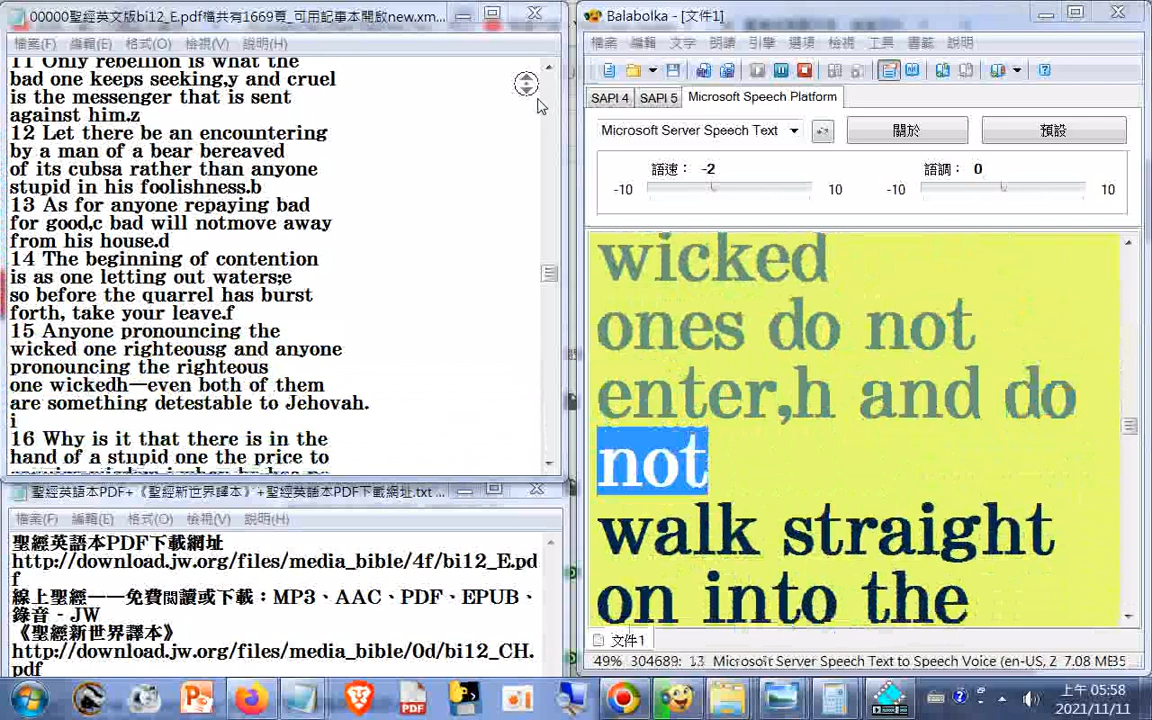 00000聖經英文版bi12_E.pdf檔共有1669頁_可用記事本開啟new.xm...
檔案(F) 編輯(E) 格式(O) 檢視(V) 說明(H)
11 Only rebellion is what the
bad one keeps seeking,y and cruel
is the messenger that is sent
against him.z
12 Let there be an encountering
by a man of a bear bereaved
of its cubsa rather than anyone
stupid in his foolishness.b
13 As for anyone repaying bad
for good,c bad will notmove away
from his house.d
14 The beginning of contention
is as one letting out waters;e
so before the quarrel has burst
forth, take your leave.f
15 Anyone pronouncing the
wicked one righteousg and anyone
pronouncing the righteous
one wickedh—even both of them
are something detestable to Jehovah.
i
16 Why is it that there is in the
hand of a stupid one the price to
聖經英語本PDF+《聖經新世界譯本》+聖經英語本PDF下載網址.txt ...
檔案(F) 編輯(E) 格式(O) 檢視(V) 說明(H)
聖經英語本PDF下載網址
http://download.jw.org/files/media_bible/4f/bi12_E.pd
f
線上聖經——免費閱讀或下載：MP3、AAC、PDF、EPUB、
錄音 - JW
《聖經新世界譯本》
http://download.jw.org/files/media_bible/0d/bi12_CH.
pdf
Balabolka - [文件1]
檔案 編輯 文字 朗讀 引擎 選項 檢視 工具 書籤 說明
SAPI 4 SAPI 5 Microsoft Speech Platform
Microsoft Server Speech Text 關於 預設
語速： -2 語調： 0
-10 10 -10 10
wicked
ones do not
enter,h and do
not
walk straight
on into the
文件1
49% 304689: 13 Microsoft Server Speech Text to Speech Voice (en-US, Z 7.08 MB35
上午 05:58
2021/11/11